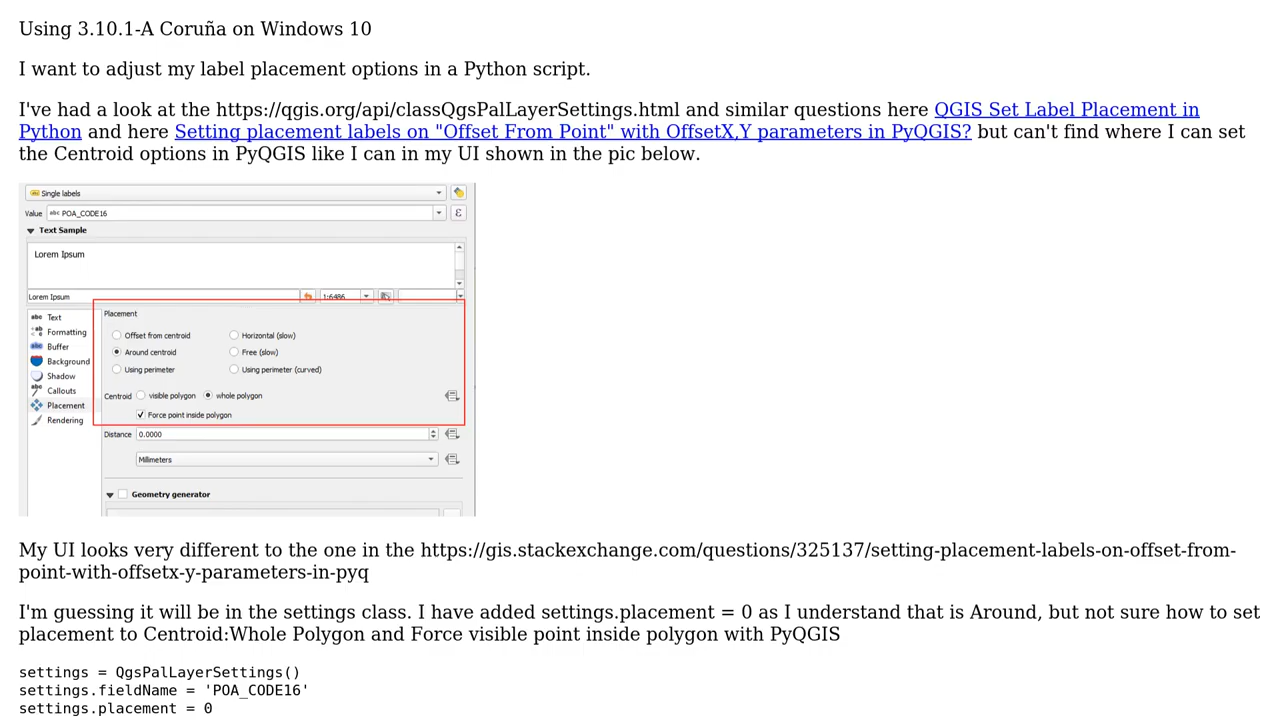 Using 3.10.1-A Coruña on Windows 10
I want to adjust my label placement options in a Python script.
I've had a look at the https://qgis.org/api/classQgsPalLayerSettings.html and similar questions here QGIS Set Label Placement in
Python and here Setting placement labels on "Offset From Point" with OffsetX,Y parameters in PyQGIS? but can't find where I can set
the Centroid options in PyQGIS like I can in my UI shown in the pic below.
Single labels
Value abc POA_CODE16 ε
Text Sample
Lorem Ipsum
Lorem Ipsum 1:6486
abc Text
Formatting
abc Buffer
Background
Shadow
abc Callouts
Placement
Rendering
Placement
Offset from centroid Horizontal (slow)
Around centroid Free (slow)
Using perimeter Using perimeter (curved)
Centroid visible polygon whole polygon
Force point inside polygon
Distance 0.0000
Millimeters
Geometry generator
My UI looks very different to the one in the https://gis.stackexchange.com/questions/325137/setting-placement-labels-on-offset-from-
point-with-offsetx-y-parameters-in-pyq
I'm guessing it will be in the settings class. I have added settings.placement = 0 as I understand that is Around, but not sure how to set
placement to Centroid:Whole Polygon and Force visible point inside polygon with PyQGIS
settings = QgsPalLayerSettings()
settings.fieldName = 'POA_CODE16'
settings.placement = 0